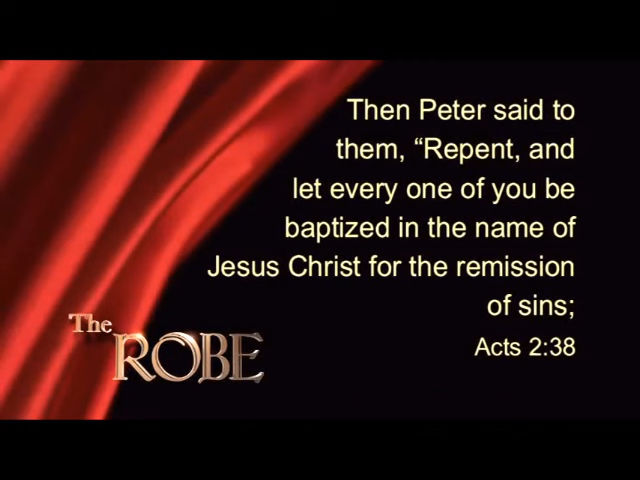 Then Peter said to
them, “Repent, and
let every one of you be
baptized in the name of
Jesus Christ for the remission
of sins;
Acts 2:38
The
ROBE